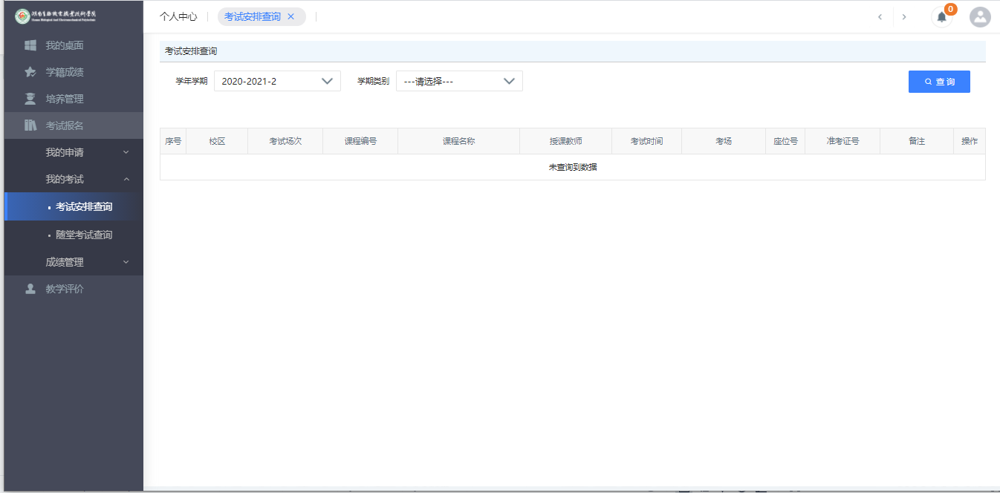 湖南生物机电职业技术学院
Hunan Biological And Electromechanical Polytechnic
个人中心
考试安排查询 ×
0
我的桌面
学籍成绩
培养管理
考试报名
我的申请
我的考试
考试安排查询
随堂考试查询
成绩管理
教学评价
考试安排查询
学年学期 2020-2021-2 学期类别 ---请选择--- 查询
序号 校区 考试场次 课程编号 课程名称 授课教师 考试时间 考场 座位号 准考证号 备注 操作
未查询到数据